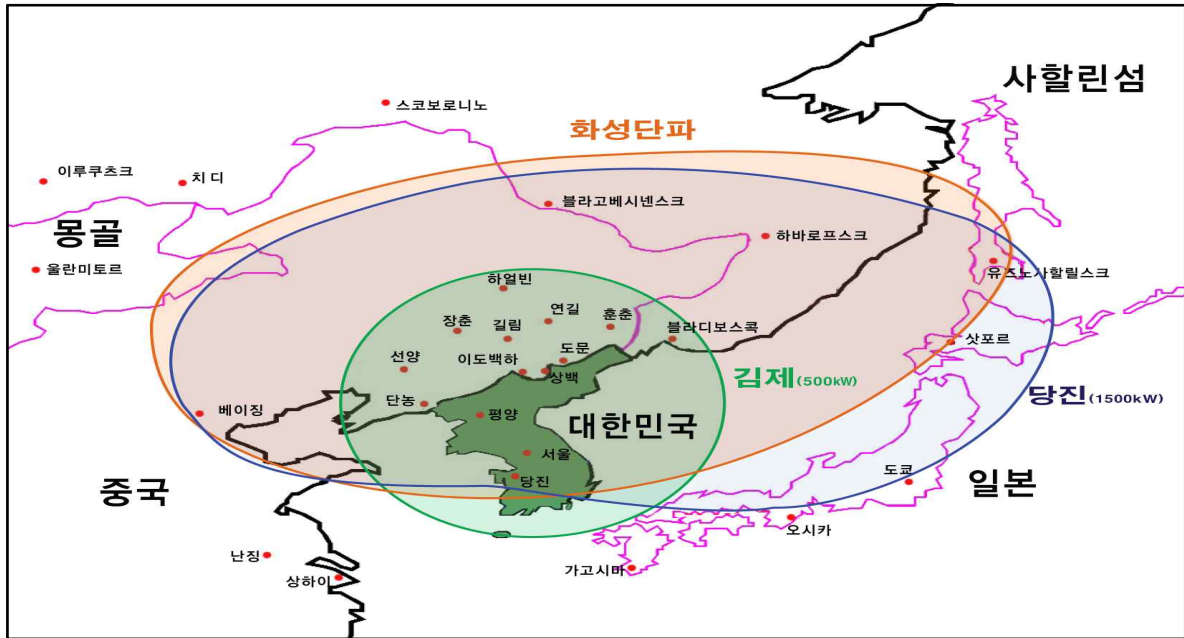 사할린섬
스코보로니노
화성단파
이루쿠츠크
치 디
블라고베시넨스크
몽골
하바로프스크
울란미토르
유즈노사할릴스크
하얼빈
연길
훈춘
장춘
길림
블라디보스콕
삿포르
도문
선양
이도백하
상백
김제(500kW)
단농
당진(1500kW)
베이징
평양
대한민국
서울
도쿄
일본
중국
당진
오시카
난징
가고시마
상하이